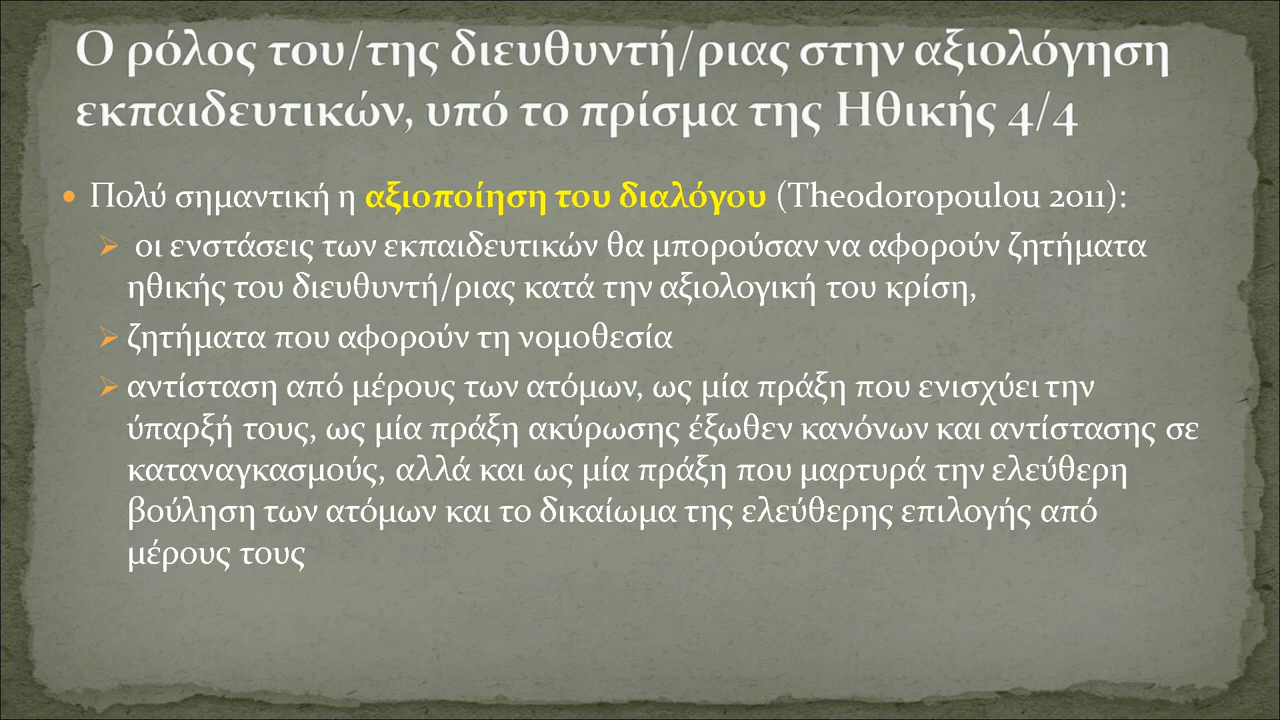 Ο ρόλος του/της διευθυντή/ριας στην αξιολόγηση
εκπαιδευτικών, υπό το πρίσμα της Ηθικής 4/4
Πολύ σημαντική η αξιοποίηση του διαλόγου (Theodoropoulou 2011):
οι ενστάσεις των εκπαιδευτικών θα μπορούσαν να αφορούν ζητήματα
ηθικής του διευθυντή/ριας κατά την αξιολογική του κρίση,
ζητήματα που αφορούν τη νομοθεσία
αντίσταση από μέρους των ατόμων, ως μία πράξη που ενισχύει την
ύπαρξή τους, ως μία πράξη ακύρωσης έξωθεν κανόνων και αντίστασης σε
καταναγκασμούς, αλλά και ως μία πράξη που μαρτυρά την ελεύθερη
βούληση των ατόμων και το δικαίωμα της ελεύθερης επιλογής από
μέρους τους